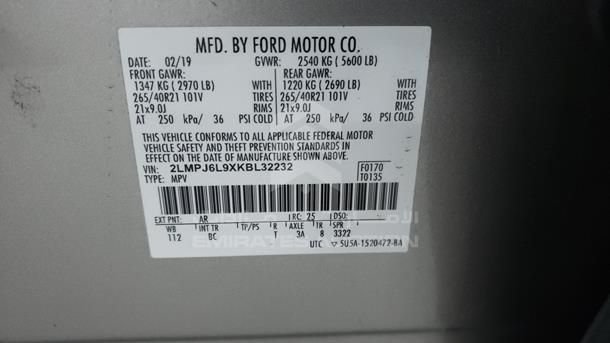 MFD. BY FORD MOTOR CO.
DATE: 02/19 GVWR: 2540 KG ( 5600 LB)
FRONT GAWR: REAR GAWR:
1347 KG ( 2970 LB) WITH 1220 KG ( 2690 LB) WITH
265/40R21 101V TIRES 265/40R21 101V TIRES
21x9.0J RIMS 21x9.0J RIMS
AT 250 kPa/ 36 PSI COLD AT 250 kPa/ 36 PSI COLD
THIS VEHICLE CONFORMS TO ALL APPLICABLE FEDERAL MOTOR
VEHICLE SAFETY AND THEFT PREVENTION STANDARDS IN
EFFECT ON THE DATE OF MANUFACTURE SHOWN ABOVE.
VIN: 2LMPJ6L9XKBL32232 F0170
TYPE: MPV T0135
EXT PNT: AR RC: 25 DSO:
WB INT TR TP/PS R AXLE TR SPR
112 BC T 3A 8 3322
UTC 5U5A-1520472-BA
EMIRATES AUCTION